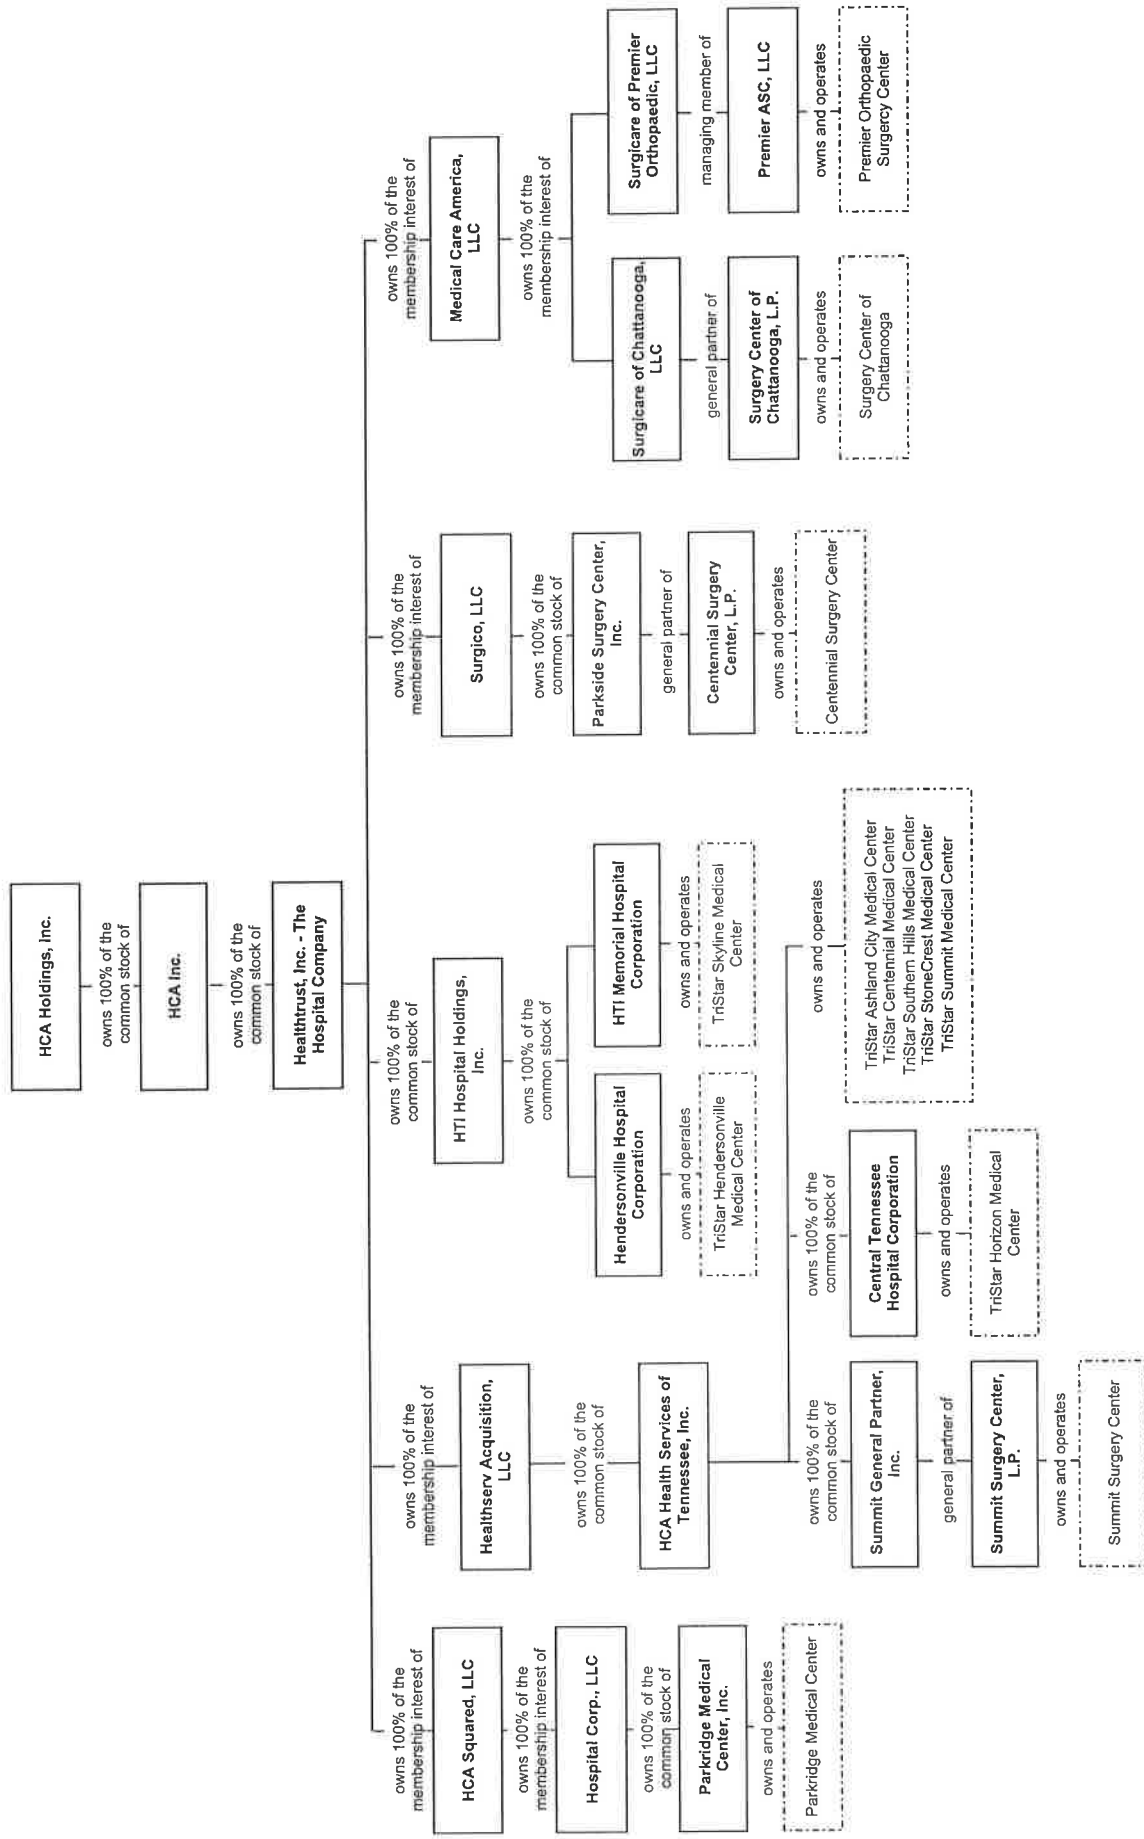 HCA Holdings, Inc.
owns 100% of the
common stock of
HCA Inc.
owns 100% of the
common stock of
Healthtrust, Inc. - The
Hospital Company
owns 100% of the
membership interest of
HCA Squared, LLC
owns 100% of the
membership interest of
Hospital Corp., LLC
owns 100% of the
common stock of
Parkridge Medical
Center, Inc.
owns and operates
Parkridge Medical Center
owns 100% of the
membership interest of
Healthserv Acquisition,
LLC
owns 100% of the
common stock of
HCA Health Services of
Tennessee, Inc.
owns 100% of the
common stock of
Summit General Partner,
Inc.
general partner of
Summit Surgery Center,
L.P.
owns and operates
Summit Surgery Center
owns 100% of the
common stock of
Central Tennessee
Hospital Corporation
owns and operates
TriStar Horizon Medical
Center
owns and operates
TriStar Ashland City Medical Center
TriStar Centennial Medical Center
TriStar Southern Hills Medical Center
TriStar StoneCrest Medical Center
TriStar Summit Medical Center
owns 100% of the
common stock of
HTI Hospital Holdings,
Inc.
owns 100% of the
common stock of
Hendersonville Hospital
Corporation
owns and operates
TriStar Hendersonville
Medical Center
HTI Memorial Hospital
Corporation
owns and operates
TriStar Skyline Medical
Center
owns 100% of the
membership interest of
Surgico, LLC
owns 100% of the
common stock of
Parkside Surgery Center,
Inc.
general partner of
Centennial Surgery
Center, L.P.
owns and operates
Centennial Surgery Center
owns 100% of the
membership interest of
Medical Care America,
LLC
owns 100% of the
membership interest of
Surgicare of Chattanooga,
LLC
general partner of
Surgery Center of
Chattanooga, L.P.
owns and operates
Surgery Center of
Chattanooga
Surgicare of Premier
Orthopaedic, LLC
managing member of
Premier ASC, LLC
owns and operates
Premier Orthopaedic
Surgercy Center